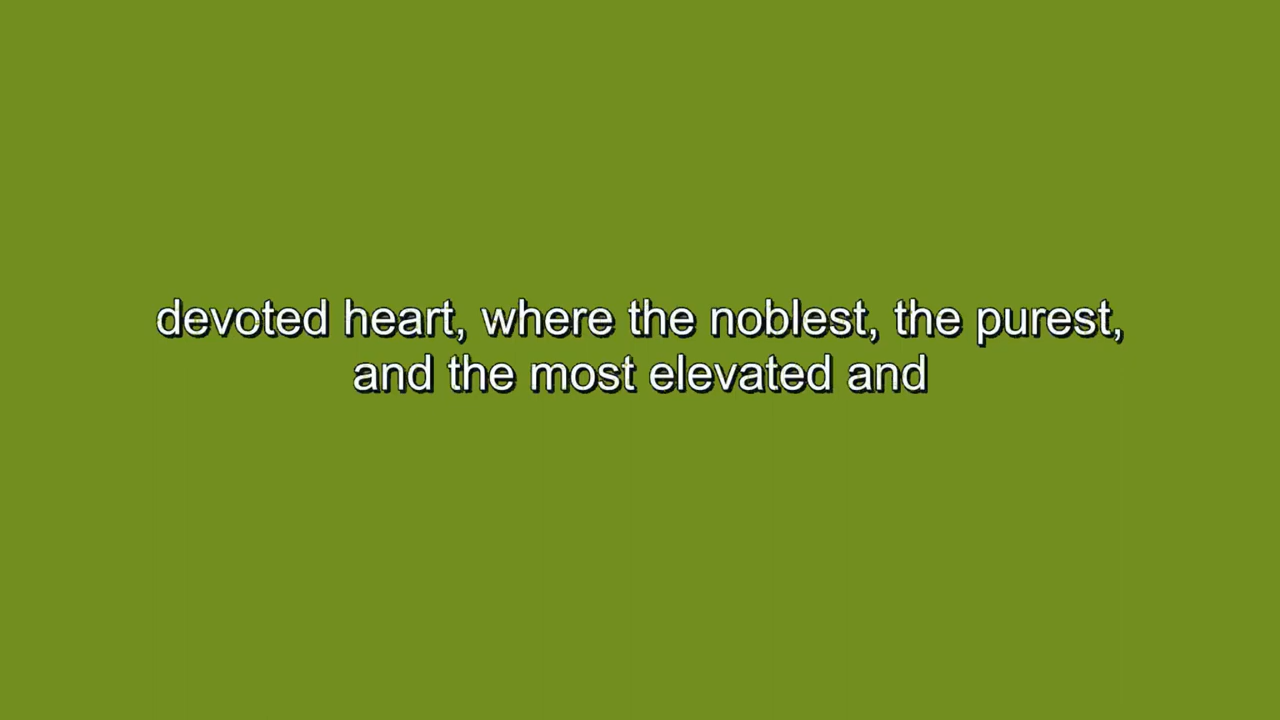 devoted heart, where the noblest, the purest,
and the most elevated and